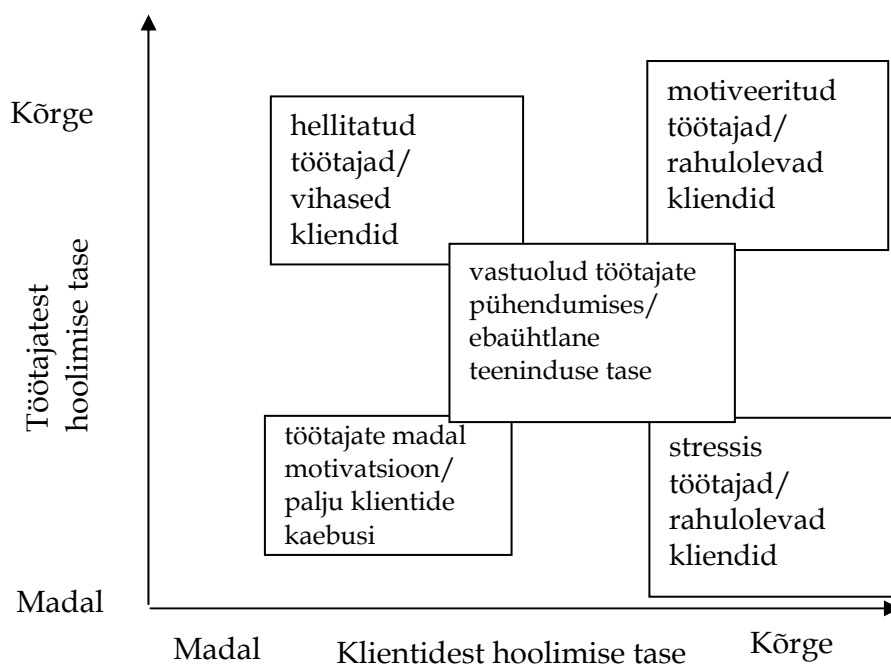 Kõrge
hellitatud
töötajad/
vihased
kliendid
motiveeritud
töötajad/
rahulolevad
kliendid
Töötajatest
hoolimise tase
vastuolud töötajate
pühendumises/
ebaühtlane
teeninduse tase
töötajate madal
motivatsioon/
palju klientide
kaebusi
stressis
töötajad/
rahulolevad
kliendid
Madal
Madal
Klientidest hoolimise tase
Kõrge